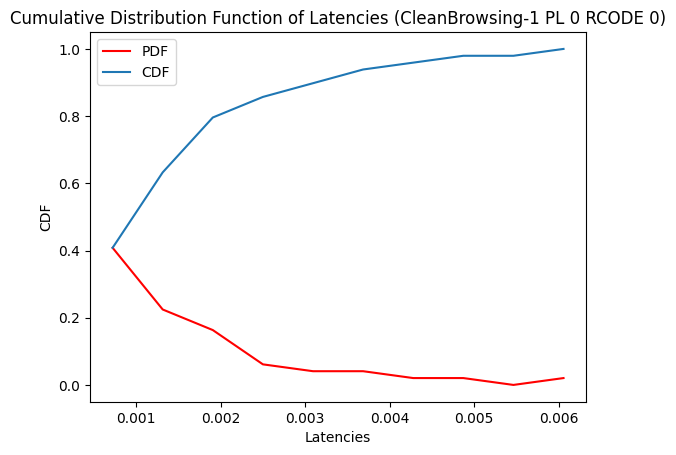 Cumulative Distribution Function of Latencies (CleanBrowsing-1 PL 0 RCODE 0)
PDF
CDF
1.0
0.8
0.6
0.4
0.2
0.0
CDF
0.001 0.002 0.003 0.004 0.005 0.006
Latencies